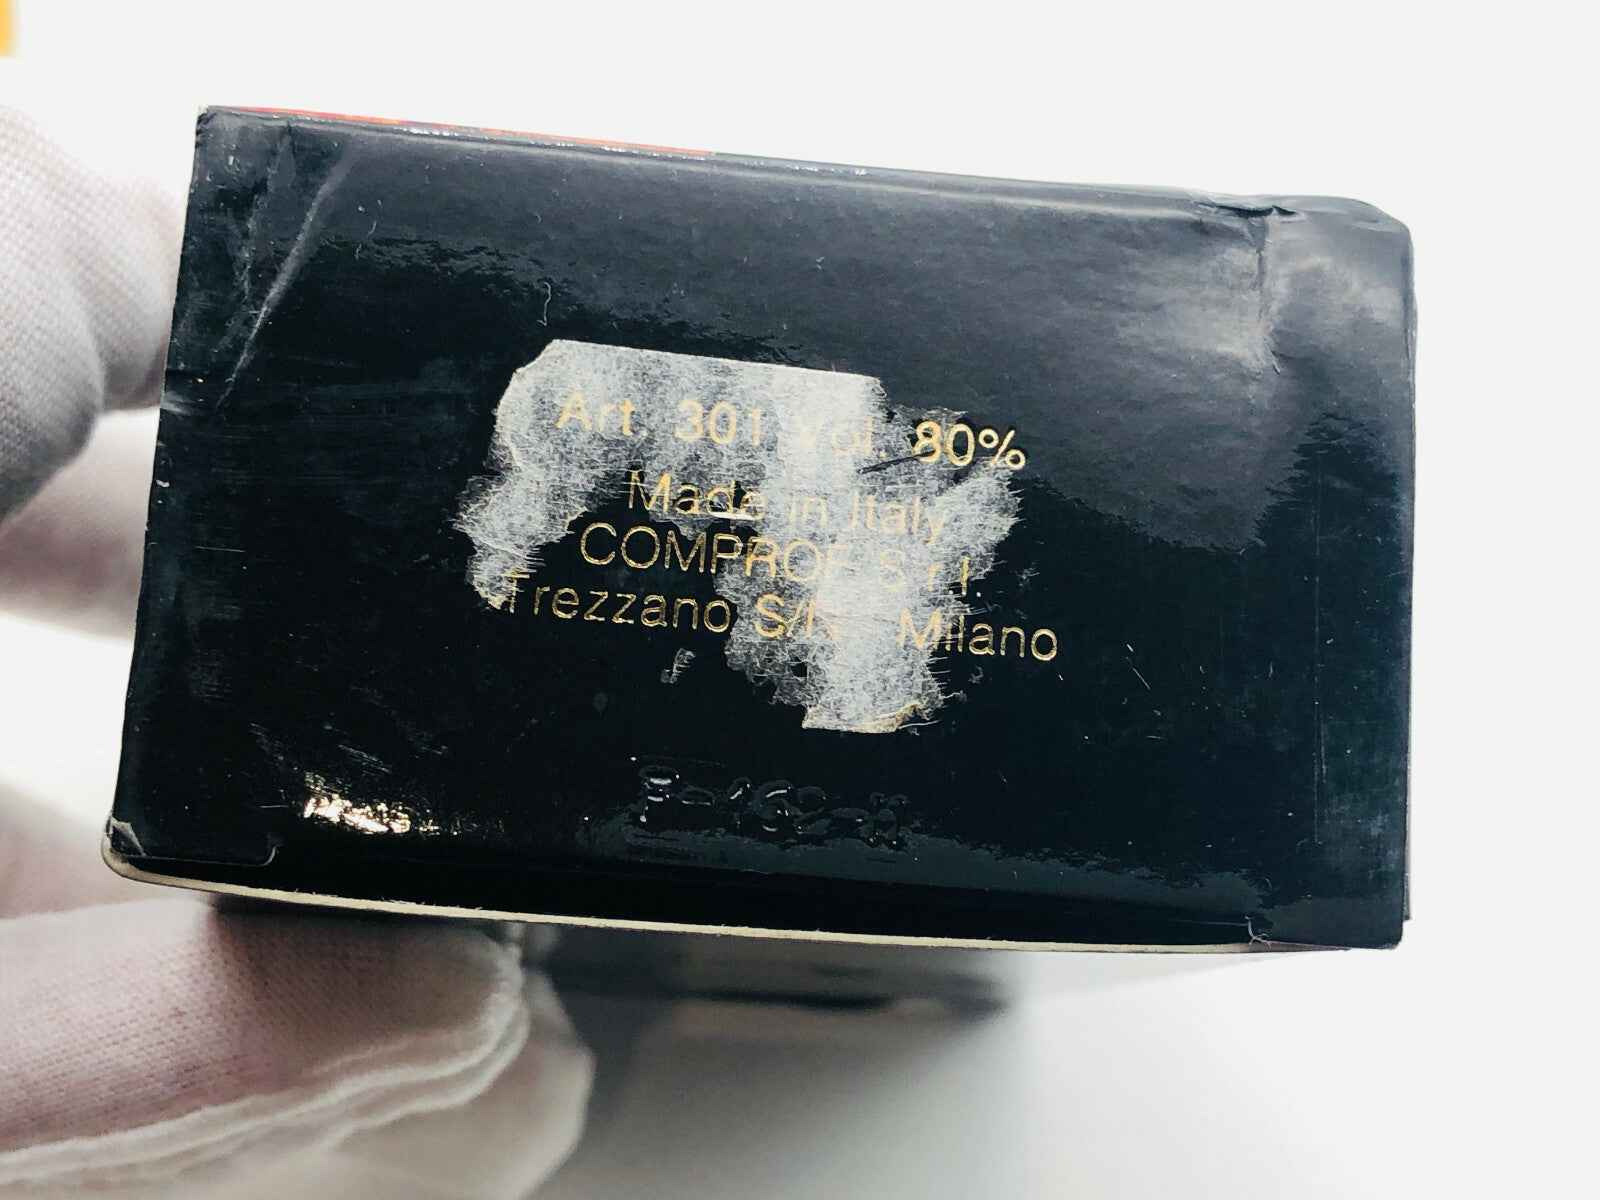 Art. 301 Vol. 80%
Made in Italy
COMPROF S.r.l.
Trezzano S/N Milano